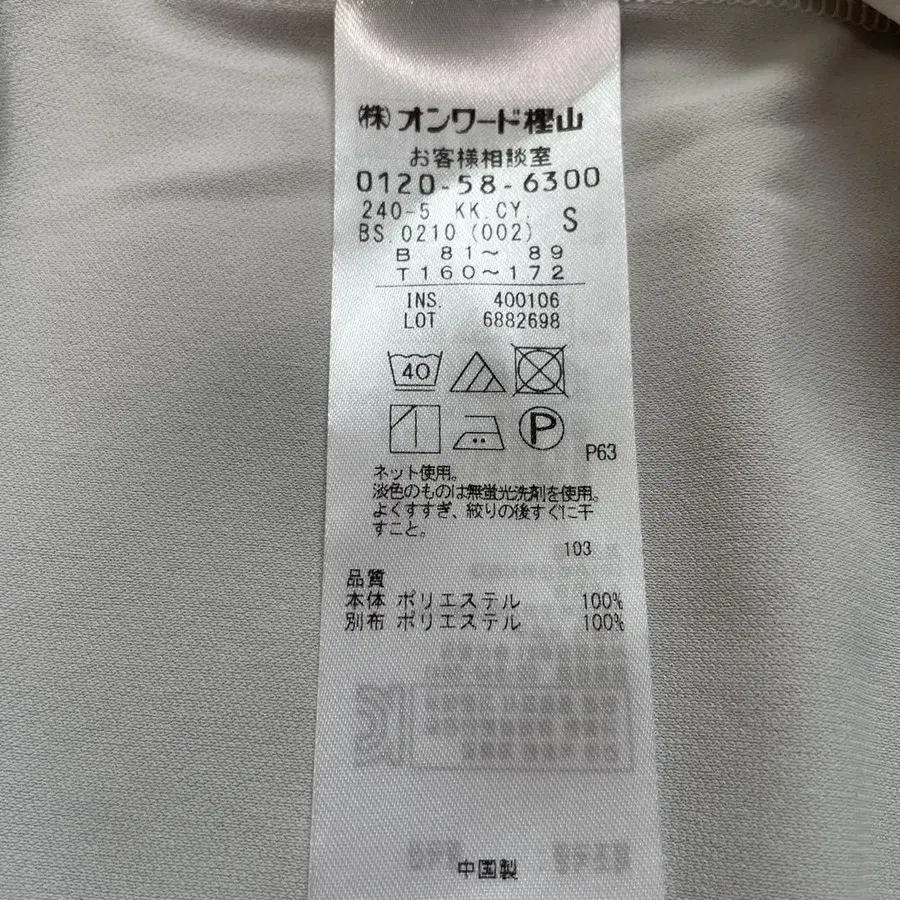 ㈱オンワード樫山
お客様相談室
0120-58-6300
240-5 KK.CY. S
BS.0210 (002)
B 81～ 89
T160～172
INS. 400106
LOT 6882698
40
P
P63
ネット使用。
淡色のものは無蛍光洗剤を使用。
よくすすぎ、絞りの後すぐに干
すこと。
103
品質
本体 ポリエステル 100%
別布 ポリエステル 100%
中国製